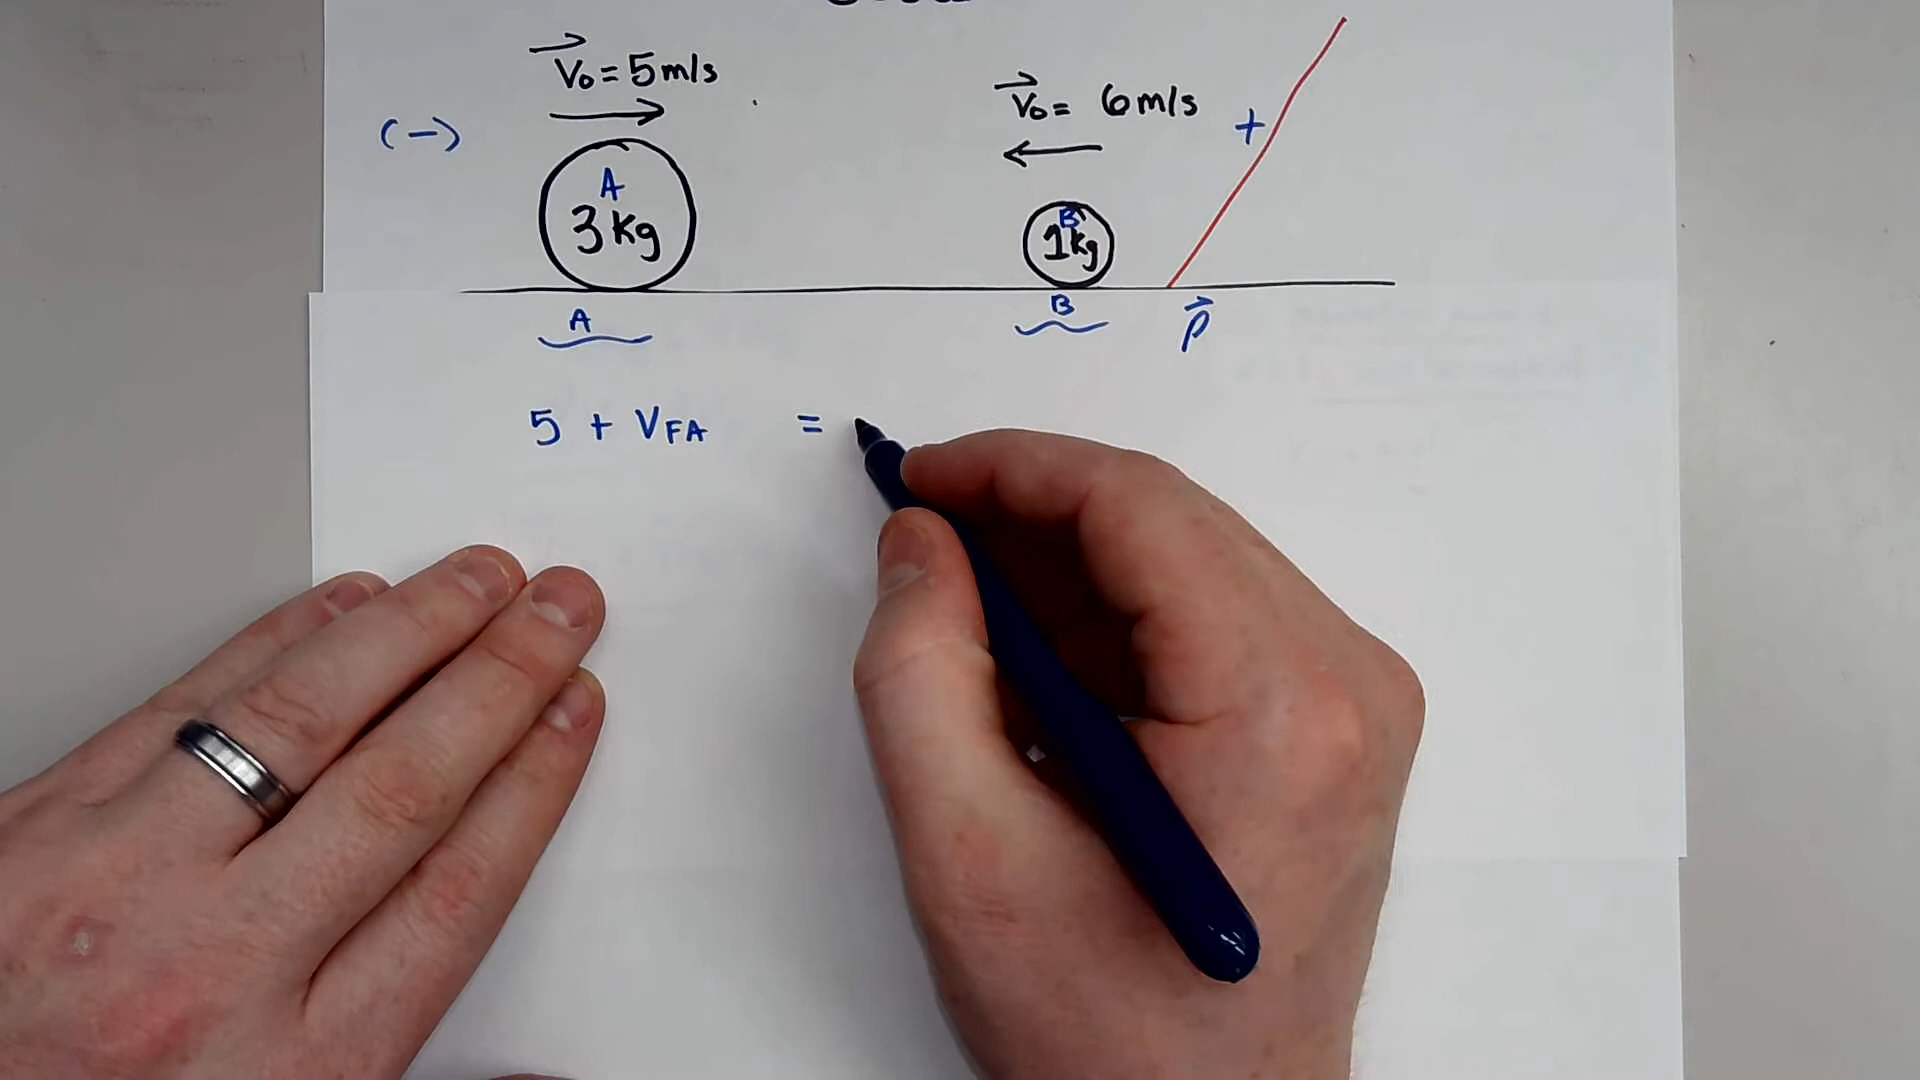 V₀ = 5 m/s
V₀ = 6 m/s
(-)
+
A
3 kg
B
1 kg
A
B
ρ
5 + VFA =